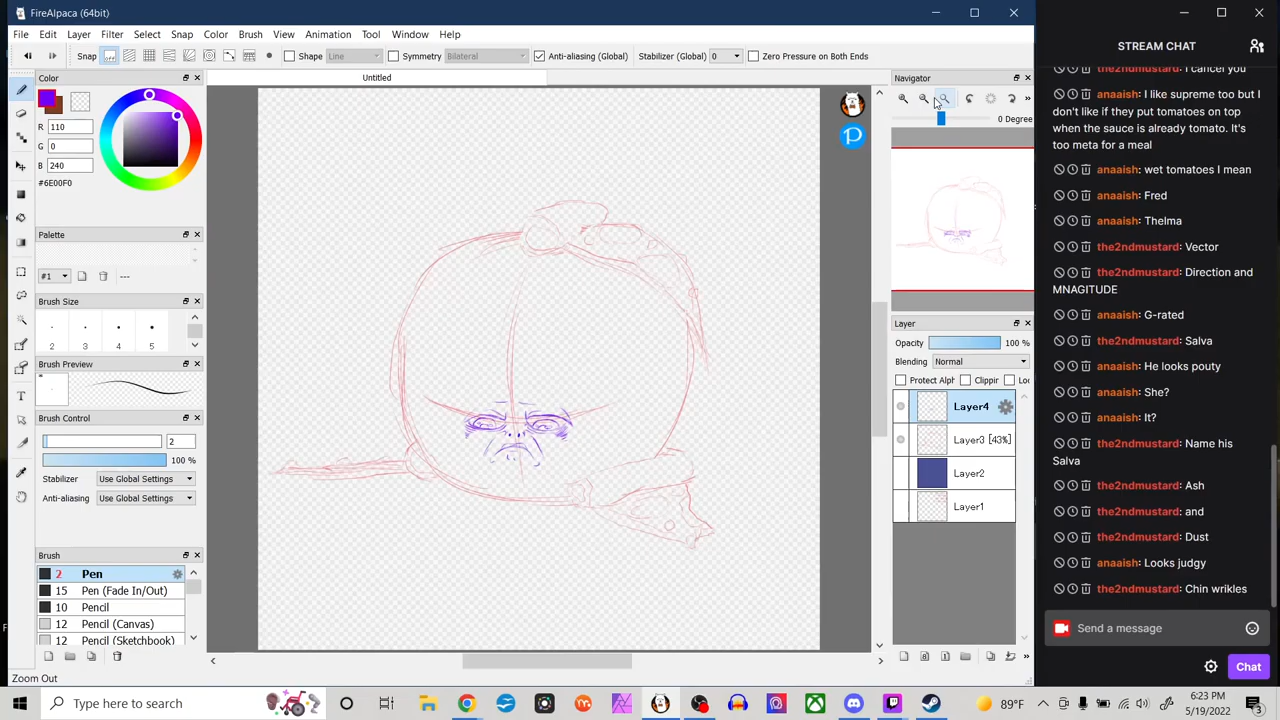 FireAlpaca (64bit)
File Edit Layer Filter Select Snap Color Brush View Animation Tool Window Help
Snap Shape Line Symmetry Bilateral Anti-aliasing (Global) Stabilizer (Global) 0 Zero Pressure on Both Ends
Color
R 110
G 0
B 240
#6E00F0
Palette
#1 ---
Brush Size
2 3 4 5
Brush Preview
Brush Control
2
100 %
Stabilizer Use Global Settings
Anti-aliasing Use Global Settings
Brush
2 Pen
15 Pen (Fade In/Out)
10 Pencil
12 Pencil (Canvas)
12 Pencil (Sketchbook)
Zoom Out
Untitled
Navigator
0 Degree
Layer
Opacity 100 %
Blending Normal
Protect Alph Clippin Loc
Layer4
Layer3 [43%]
Layer2
Layer1
STREAM CHAT
the2ndmustard: I cancel you
anaaish: I like supreme too but I
don't like if they put tomatoes on top
when the sauce is already tomato. It's
too meta for a meal
anaaish: wet tomatoes I mean
anaaish: Fred
anaaish: Thelma
the2ndmustard: Vector
the2ndmustard: Direction and
MNAGITUDE
anaaish: G-rated
the2ndmustard: Salva
anaaish: He looks pouty
anaaish: She?
anaaish: It?
the2ndmustard: Name his
Salva
the2ndmustard: Ash
the2ndmustard: and
the2ndmustard: Dust
anaaish: Looks judgy
the2ndmustard: Chin wrikles
Send a message
Chat
Type here to search
89°F
6:23 PM
5/19/2022
3